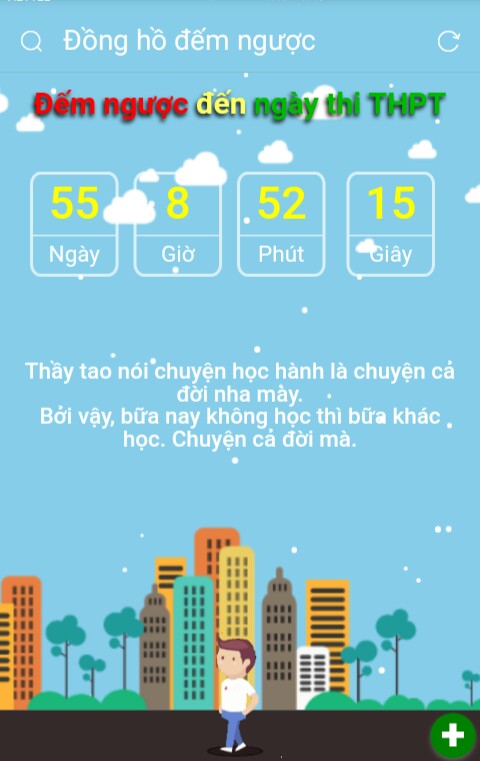 Đồng hồ đếm ngược
Đếm ngược đến ngày thi THPT
55 8 52 15
Ngày Giờ Phút Giây
Thầy tao nói chuyện học hành là chuyện cả
đời nha mày.
Bởi vậy, bữa nay không học thì bữa khác
học. Chuyện cả đời mà.